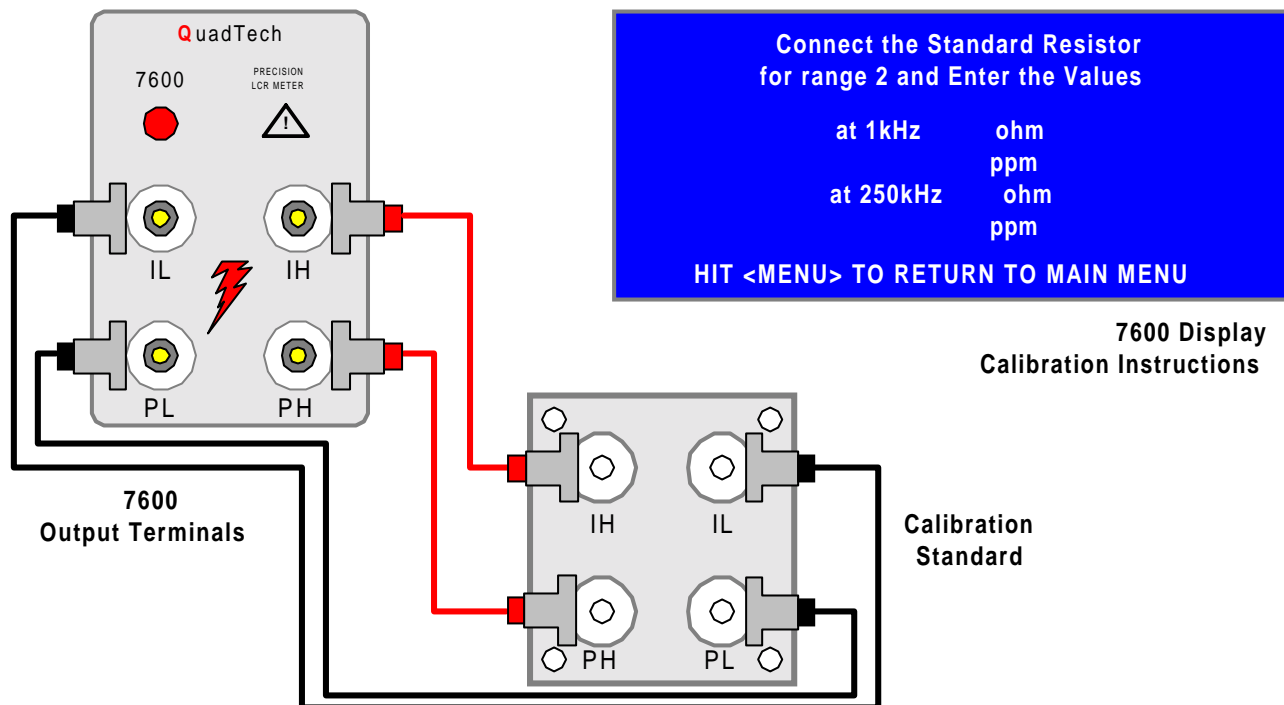 QuadTech
7600
PRECISION
LCR METER
!
IL
IH
PL
PH
7600
Output Terminals
Connect the Standard Resistor
for range 2 and Enter the Values
at 1kHz ohm
ppm
at 250kHz ohm
ppm
HIT <MENU> TO RETURN TO MAIN MENU
7600 Display
Calibration Instructions
IH
IL
PH
PL
Calibration
Standard